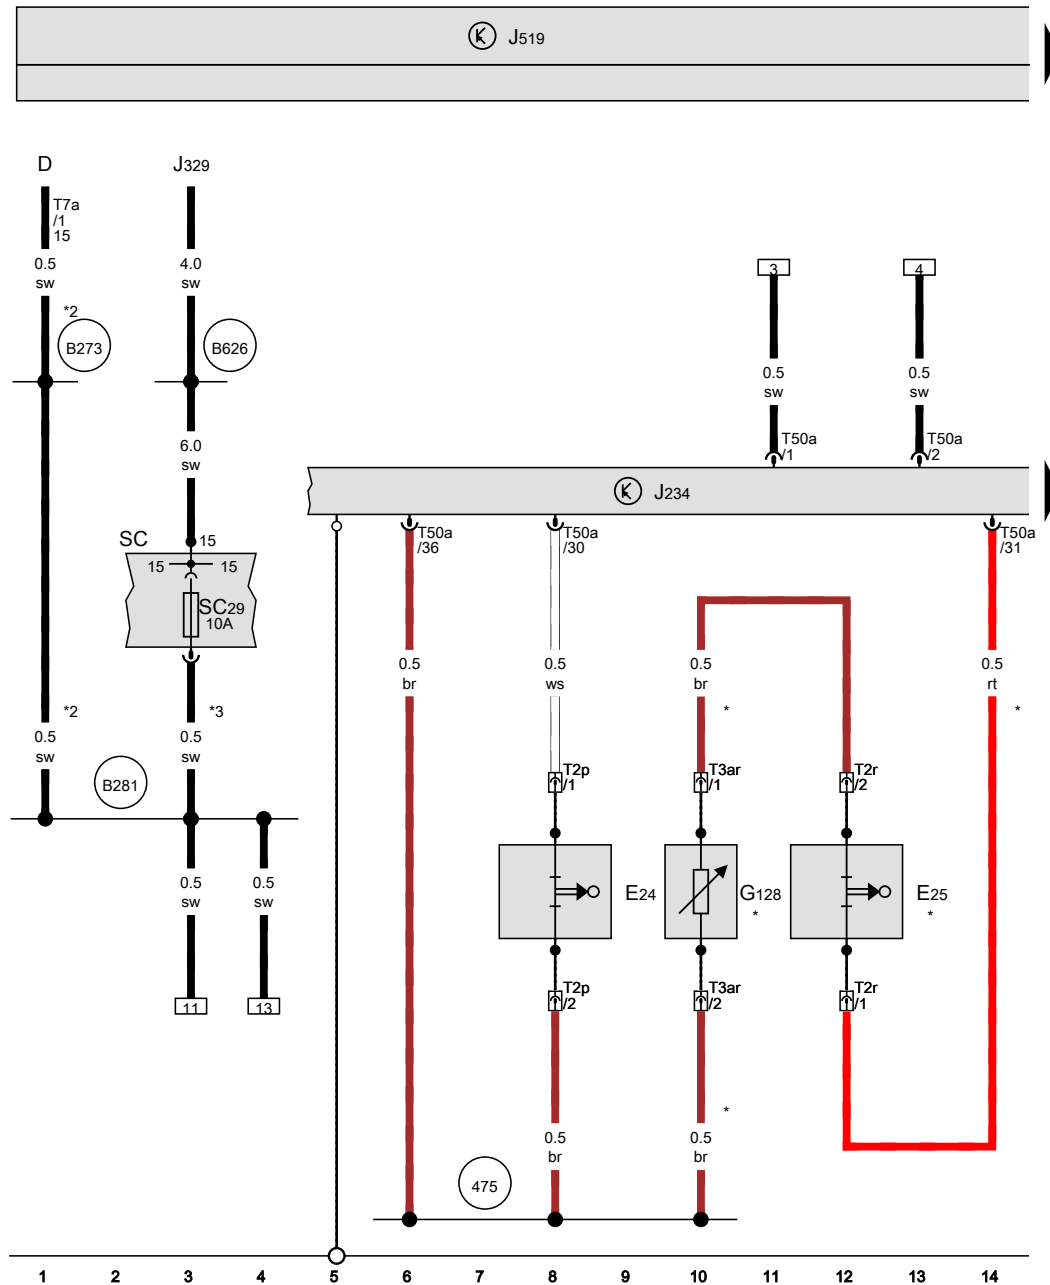 J519
D
J329
T7a
/1
15
0.5
sw
4.0
sw
*2
B273
B626
3
4
0.5
sw
0.5
sw
T50a
/1
T50a
/2
6.0
sw
J234
SC
15
15
15
SC29
10A
T50a
/36
T50a
/30
T50a
/31
0.5
br
0.5
ws
0.5
br
*
0.5
rt
*
*2
0.5
sw
*3
0.5
sw
B281
T2p
/1
T3ar
/1
T2r
/2
0.5
sw
0.5
sw
E24
G128
*
E25
*
11
13
T2p
/2
T3ar
/2
T2r
/1
0.5
br
*
0.5
br
475
1 2 3 4 5 6 7 8 9 10 11 12 13 14